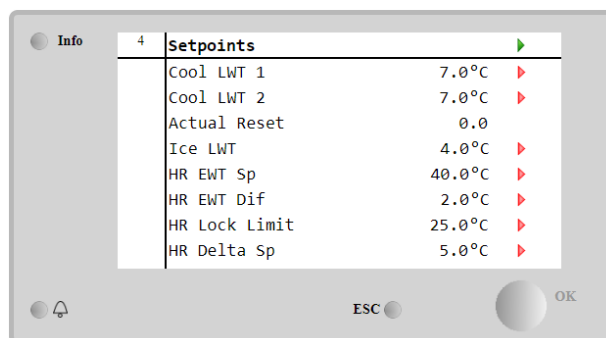 Info
4 Setpoints
Cool LWT 1 7.0°C
Cool LWT 2 7.0°C
Actual Reset 0.0
Ice LWT 4.0°C
HR EWT Sp 40.0°C
HR EWT Dif 2.0°C
HR Lock Limit 25.0°C
HR Delta Sp 5.0°C
ESC
OK